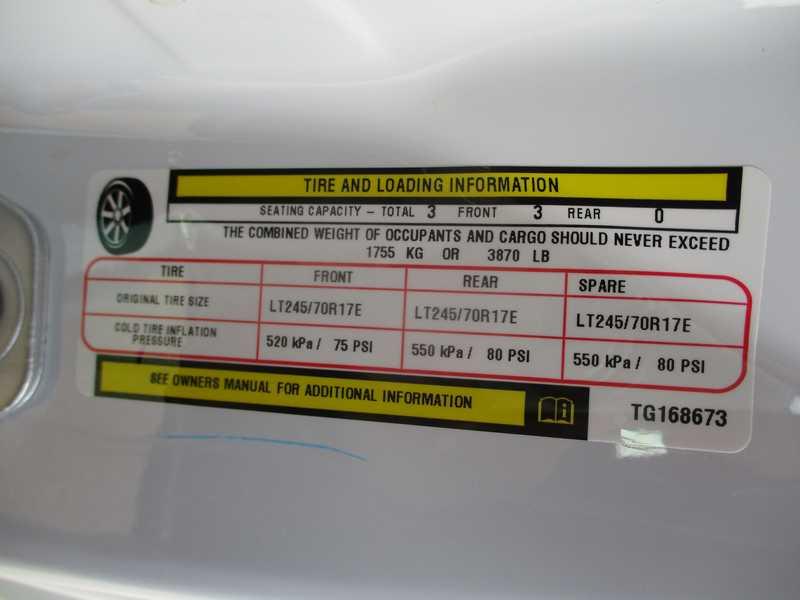 TIRE AND LOADING INFORMATION
SEATING CAPACITY – TOTAL 3 FRONT 3 REAR 0
THE COMBINED WEIGHT OF OCCUPANTS AND CARGO SHOULD NEVER EXCEED
1755 KG OR 3870 LB
TIRE FRONT REAR SPARE
ORIGINAL TIRE SIZE LT245/70R17E LT245/70R17E LT245/70R17E
COLD TIRE INFLATION
PRESSURE 520 kPa / 75 PSI 550 kPa / 80 PSI 550 kPa / 80 PSI
SEE OWNERS MANUAL FOR ADDITIONAL INFORMATION
TG168673